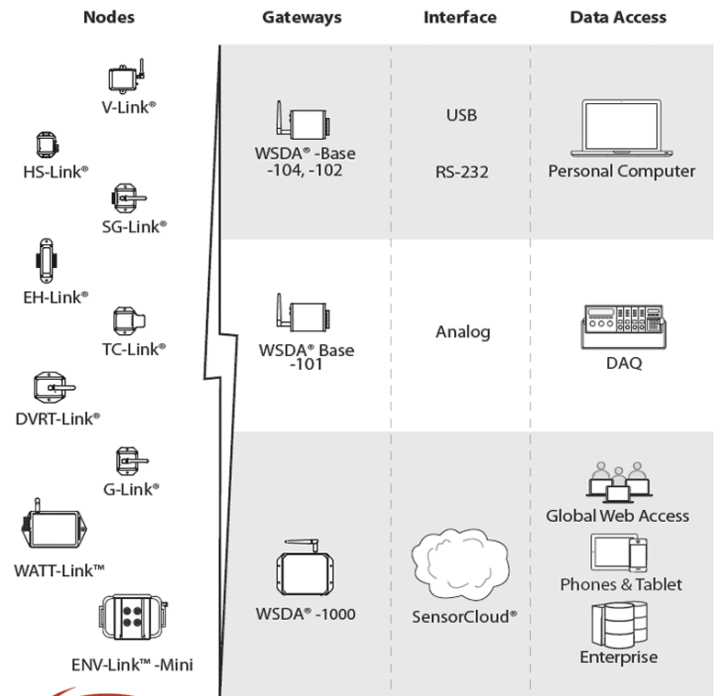 Nodes
Gateways
Interface
Data Access
V-Link®
HS-Link®
SG-Link®
EH-Link®
TC-Link®
DVRT-Link®
G-Link®
WATT-Link™
ENV-Link™ -Mini
WSDA® -Base
-104, -102
USB
RS-232
Personal Computer
WSDA® Base
-101
Analog
DAQ
WSDA® -1000
SensorCloud®
Global Web Access
Phones & Tablet
Enterprise